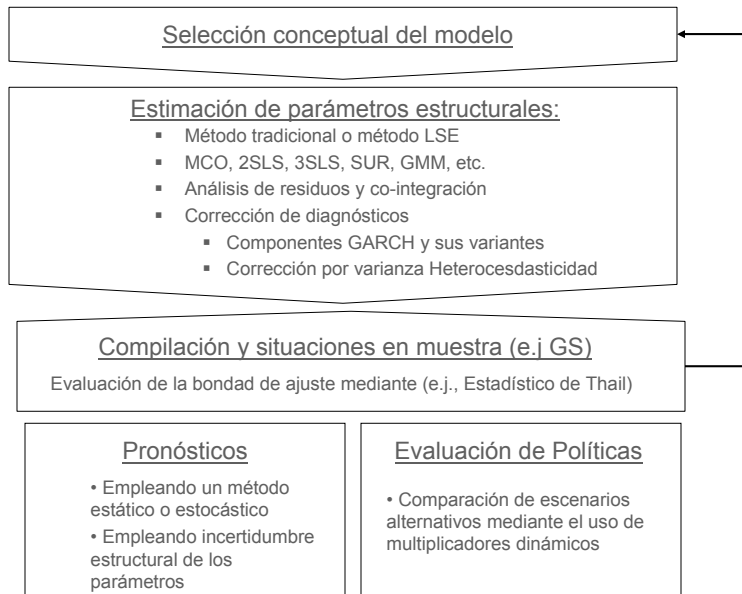 Selección conceptual del modelo
Estimación de parámetros estructurales:
▪ Método tradicional o método LSE
▪ MCO, 2SLS, 3SLS, SUR, GMM, etc.
▪ Análisis de residuos y co-integración
▪ Corrección de diagnósticos
▪ Componentes GARCH y sus variantes
▪ Corrección por varianza Heterocesdasticidad
Compilación y situaciones en muestra (e.j GS)
Evaluación de la bondad de ajuste mediante (e.j., Estadístico de Thail)
Pronósticos
• Empleando un método
estático o estocástico
• Empleando incertidumbre
estructural de los
parámetros
Evaluación de Políticas
• Comparación de escenarios
alternativos mediante el uso de
multiplicadores dinámicos